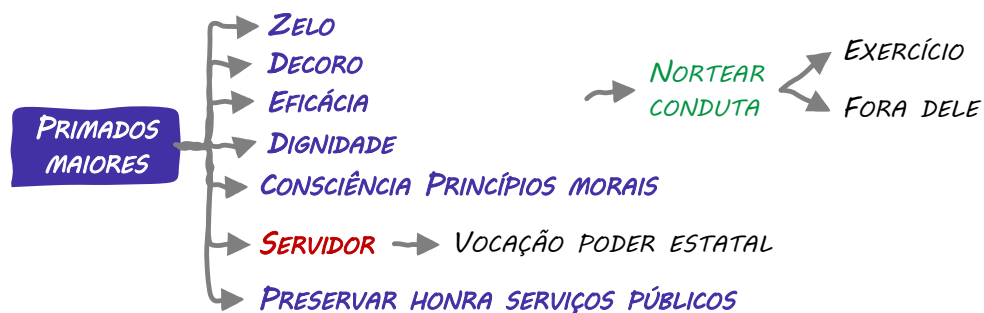 Primados
maiores
Zelo
Decoro
Eficácia
Dignidade
Consciência Princípios morais
Servidor
Vocação poder estatal
Preservar honra serviços públicos
Nortear
conduta
Exercício
Fora dele